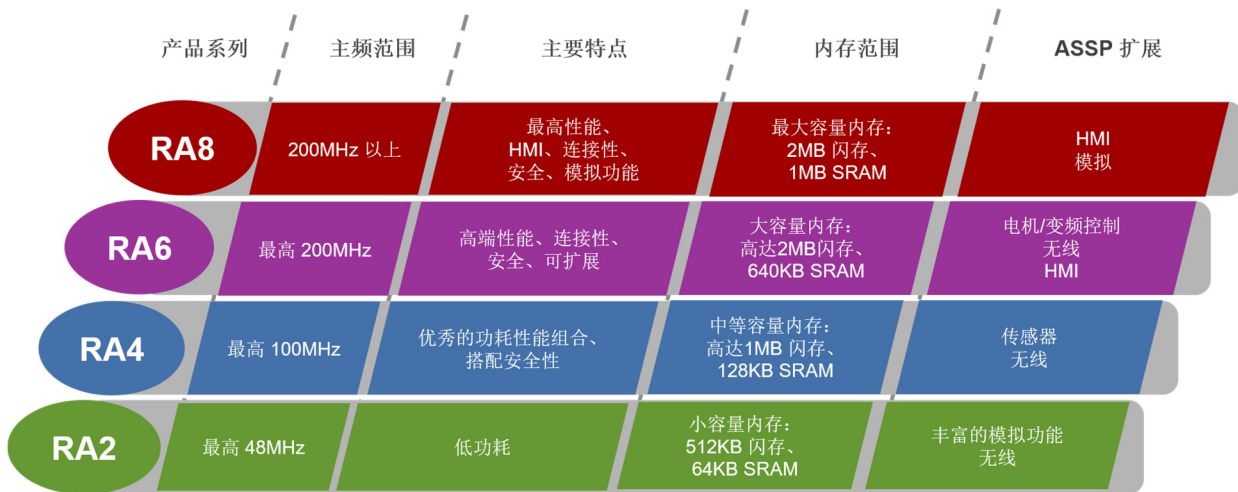 产品系列
主频范围
主要特点
内存范围
ASSP 扩展
RA8
200MHz 以上
最高性能、
HMI、连接性、
安全、模拟功能
最大容量内存：
2MB 闪存、
1MB SRAM
HMI
模拟
RA6
最高 200MHz
高端性能、连接性、
安全、可扩展
大容量内存：
高达2MB闪存、
640KB SRAM
电机/变频控制
无线
HMI
RA4
最高 100MHz
优秀的功耗性能组合、
搭配安全性
中等容量内存：
高达1MB 闪存、
128KB SRAM
传感器
无线
RA2
最高 48MHz
低功耗
小容量内存：
512KB 闪存、
64KB SRAM
丰富的模拟功能
无线